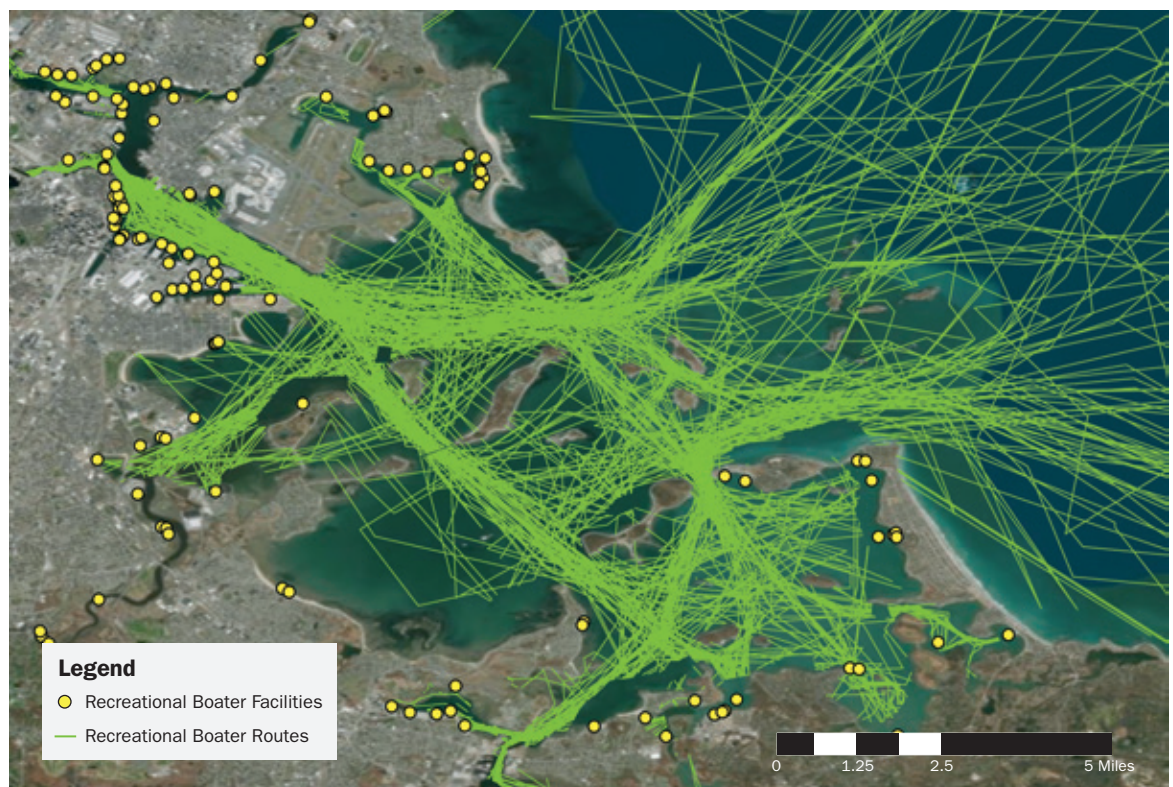 Legend
Recreational Boater Facilities
Recreational Boater Routes
0 1.25 2.5 5 Miles